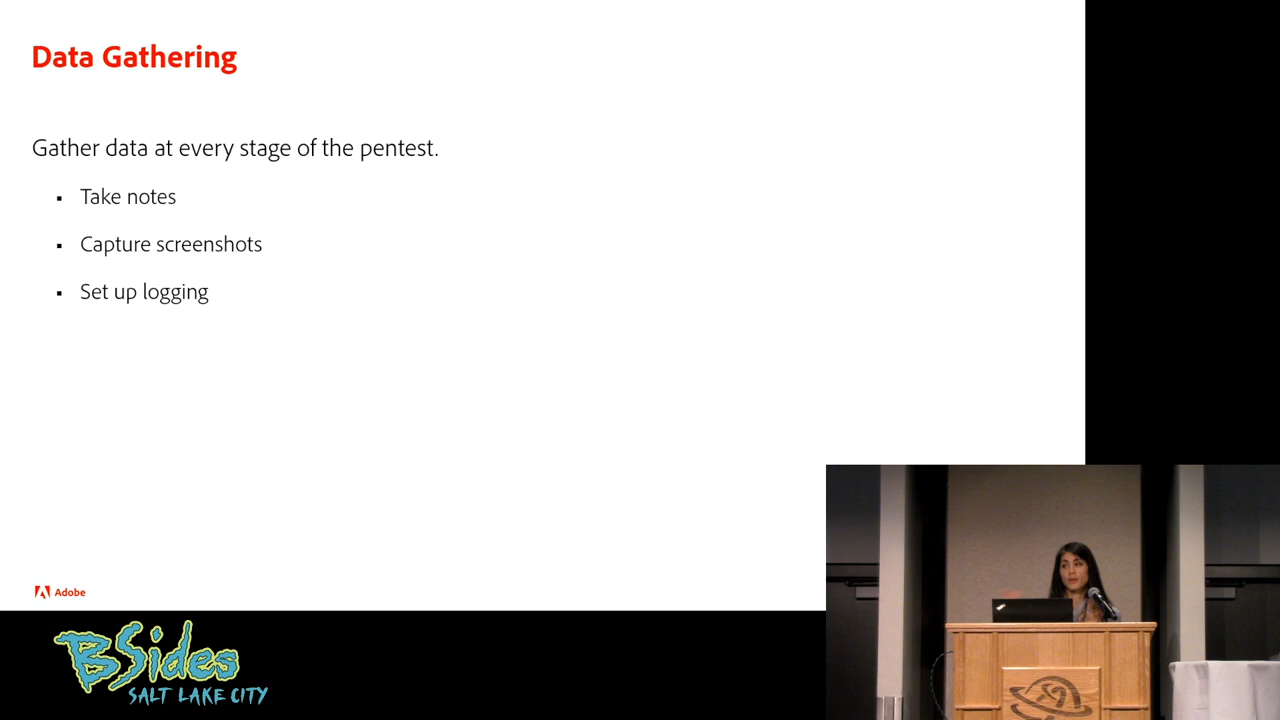 Data Gathering
Gather data at every stage of the pentest.
▪ Take notes
▪ Capture screenshots
▪ Set up logging
Adobe
BSides
SALT LAKE CITY